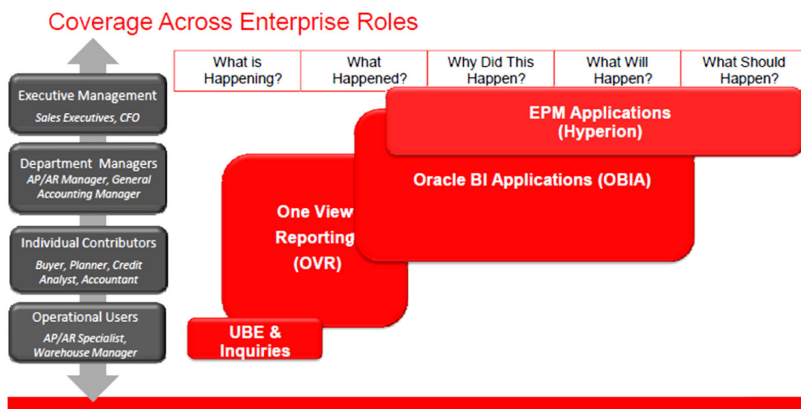 Coverage Across Enterprise Roles
What is
Happening?
What
Happened?
Why Did This
Happen?
What Will
Happen?
What Should
Happen?
Executive Management
Sales Executives, CFO
Department Managers
AP/AR Manager, General
Accounting Manager
Individual Contributors
Buyer, Planner, Credit
Analyst, Accountant
Operational Users
AP/AR Specialist,
Warehouse Manager
EPM Applications
(Hyperion)
Oracle BI Applications (OBIA)
One View
Reporting
(OVR)
UBE &
Inquiries